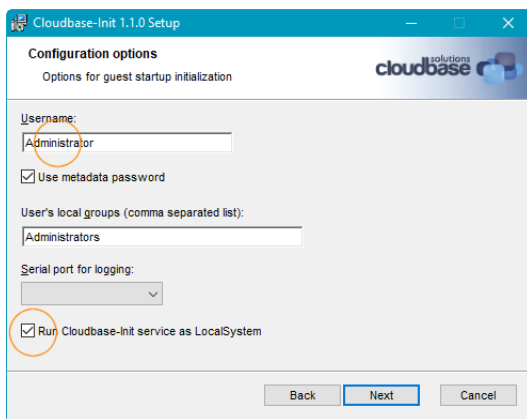 Cloudbase-Init 1.1.0 Setup
Configuration options
Options for guest startup initialization
cloudbase solutions
Username:
Administrator
Use metadata password
User's local groups (comma separated list):
Administrators
Serial port for logging:
Run Cloudbase-Init service as LocalSystem
Back Next Cancel